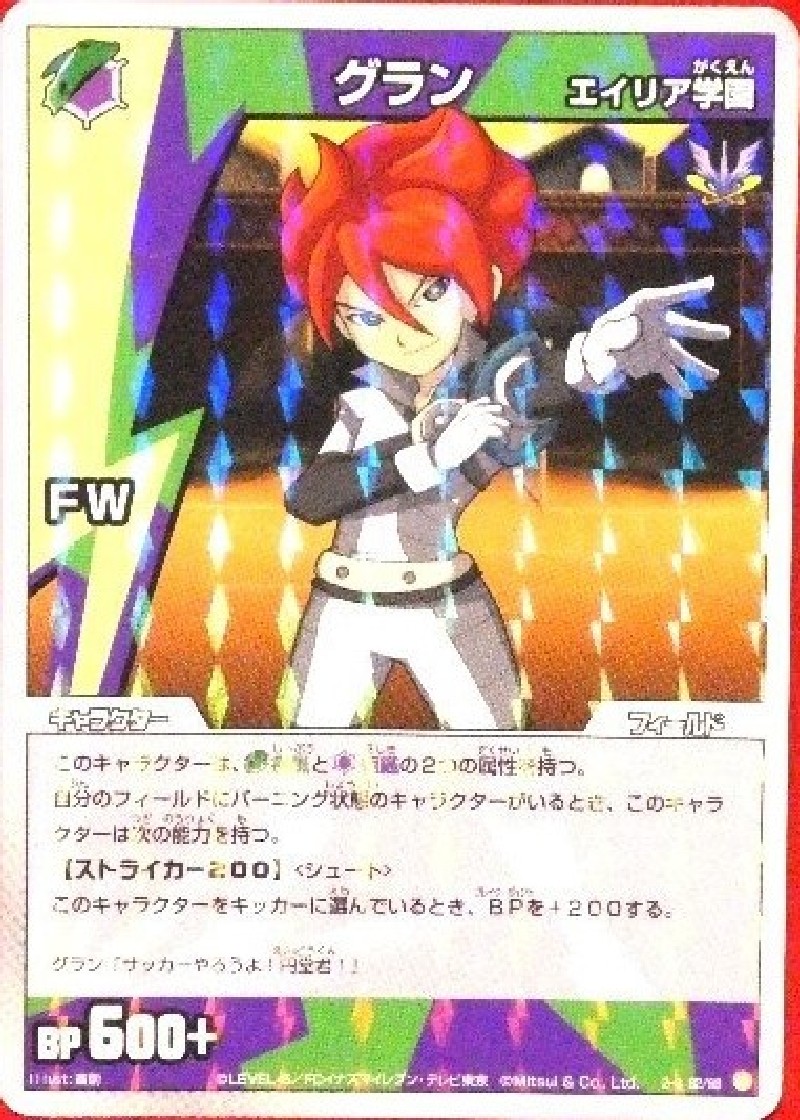 グラン
がくえん
エイリア学園
FW
キャラクター
フィールド
このキャラクターは、と の2つの属性を持つ。
自分のフィールドにバーニング状態のキャラクターがいるとき、このキャラ
クターは次の能力を持つ。
【ストライカー200】<シュート>
このキャラクターをキッカーに選んでいるとき、BPを+200する。
グラン「サッカーやろうよ!円堂君!」
BP 600+
Illust:
©LEVEL-5/FCイナズマイレブン・テレビ東京 ©Mitsui & Co., Ltd.